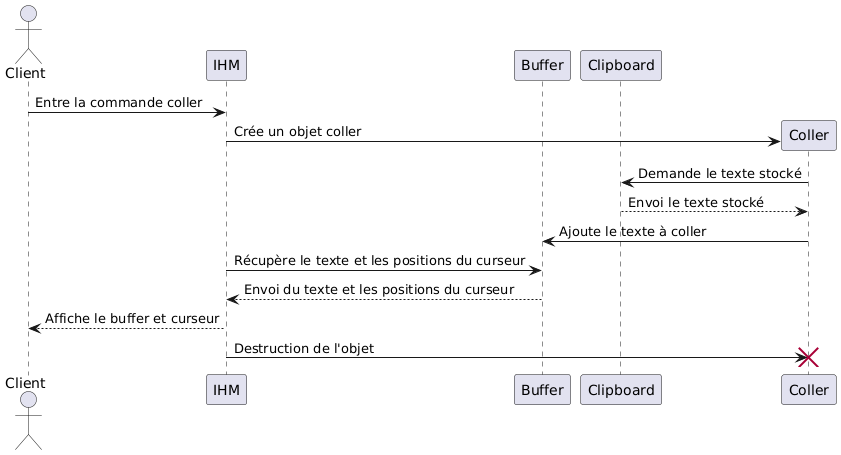 Client
IHM
Buffer
Clipboard
Entre la commande coller
Crée un objet coller
Coller
Demande le texte stocké
Envoi le texte stocké
Ajoute le texte à coller
Récupère le texte et les positions du curseur
Envoi du texte et les positions du curseur
Affiche le buffer et curseur
Destruction de l'objet
Client
IHM
Buffer
Clipboard
Coller